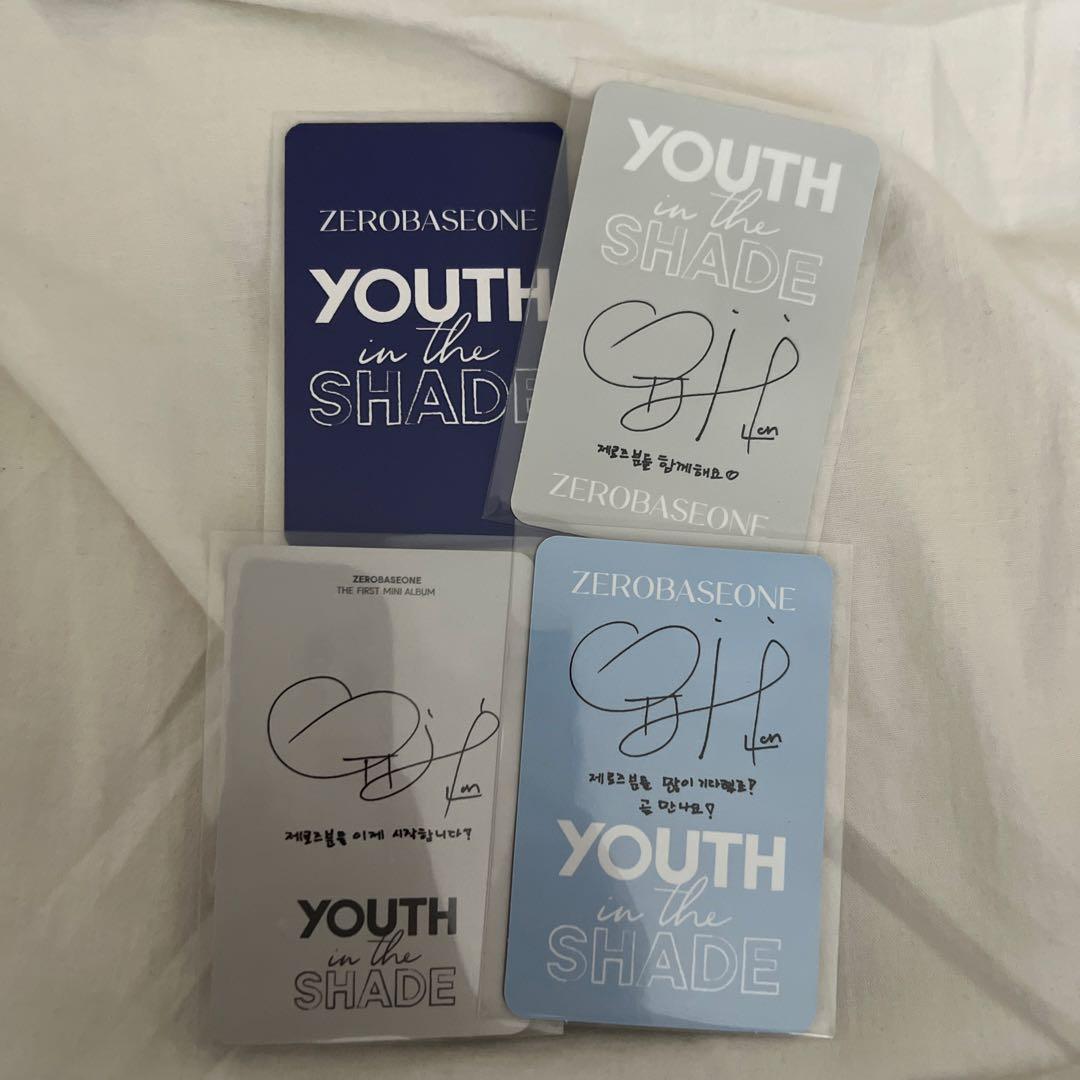 ZEROBASEONE
YOUTH
in the
SHADE
YOUTH
in the
SHADE
제로즈분들 함께해요♡
ZEROBASEONE
ZEROBASEONE
THE FIRST MINI ALBUM
제로즈분들 이제 시작합니다?
YOUTH
in the
SHADE
ZEROBASEONE
제로즈분들 많이 기다렸죠?
곧 만나요♡
YOUTH
in the
SHADE